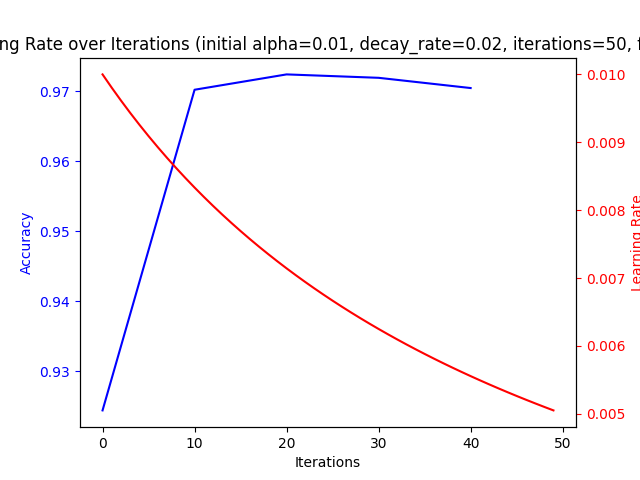 ng Rate over Iterations (initial alpha=0.01, decay_rate=0.02, iterations=50, f
0.97
0.96
0.95
0.94
0.93
Accuracy
0.010
0.009
0.008
0.007
0.006
0.005
Learning Rate
0 10 20 30 40 50
Iterations